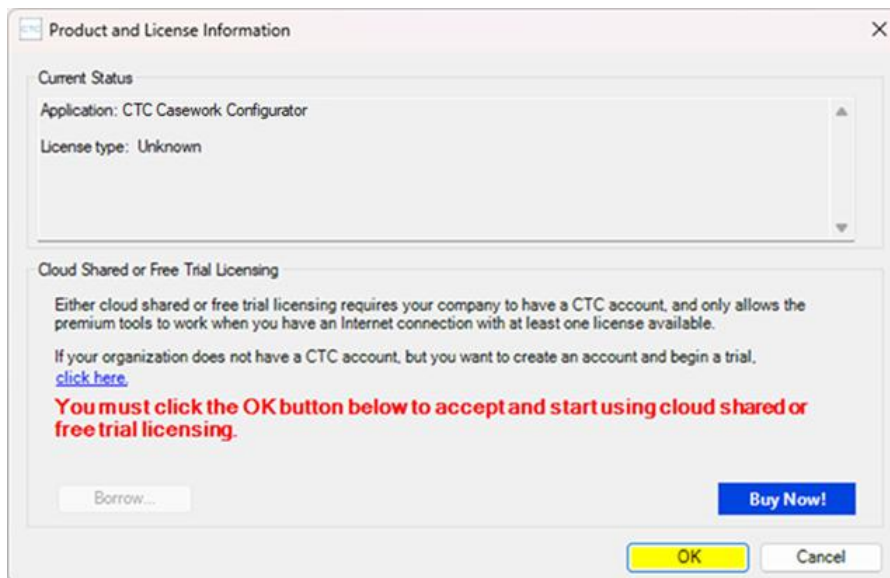 CTC Product and License Information
Current Status
Application: CTC Casework Configurator
License type: Unknown
Cloud Shared or Free Trial Licensing
Either cloud shared or free trial licensing requires your company to have a CTC account, and only allows the
premium tools to work when you have an Internet connection with at least one license available.
If your organization does not have a CTC account, but you want to create an account and begin a trial,
click here.
You must click the OK button below to accept and start using cloud shared or
free trial licensing.
Borrow...
Buy Now!
OK
Cancel